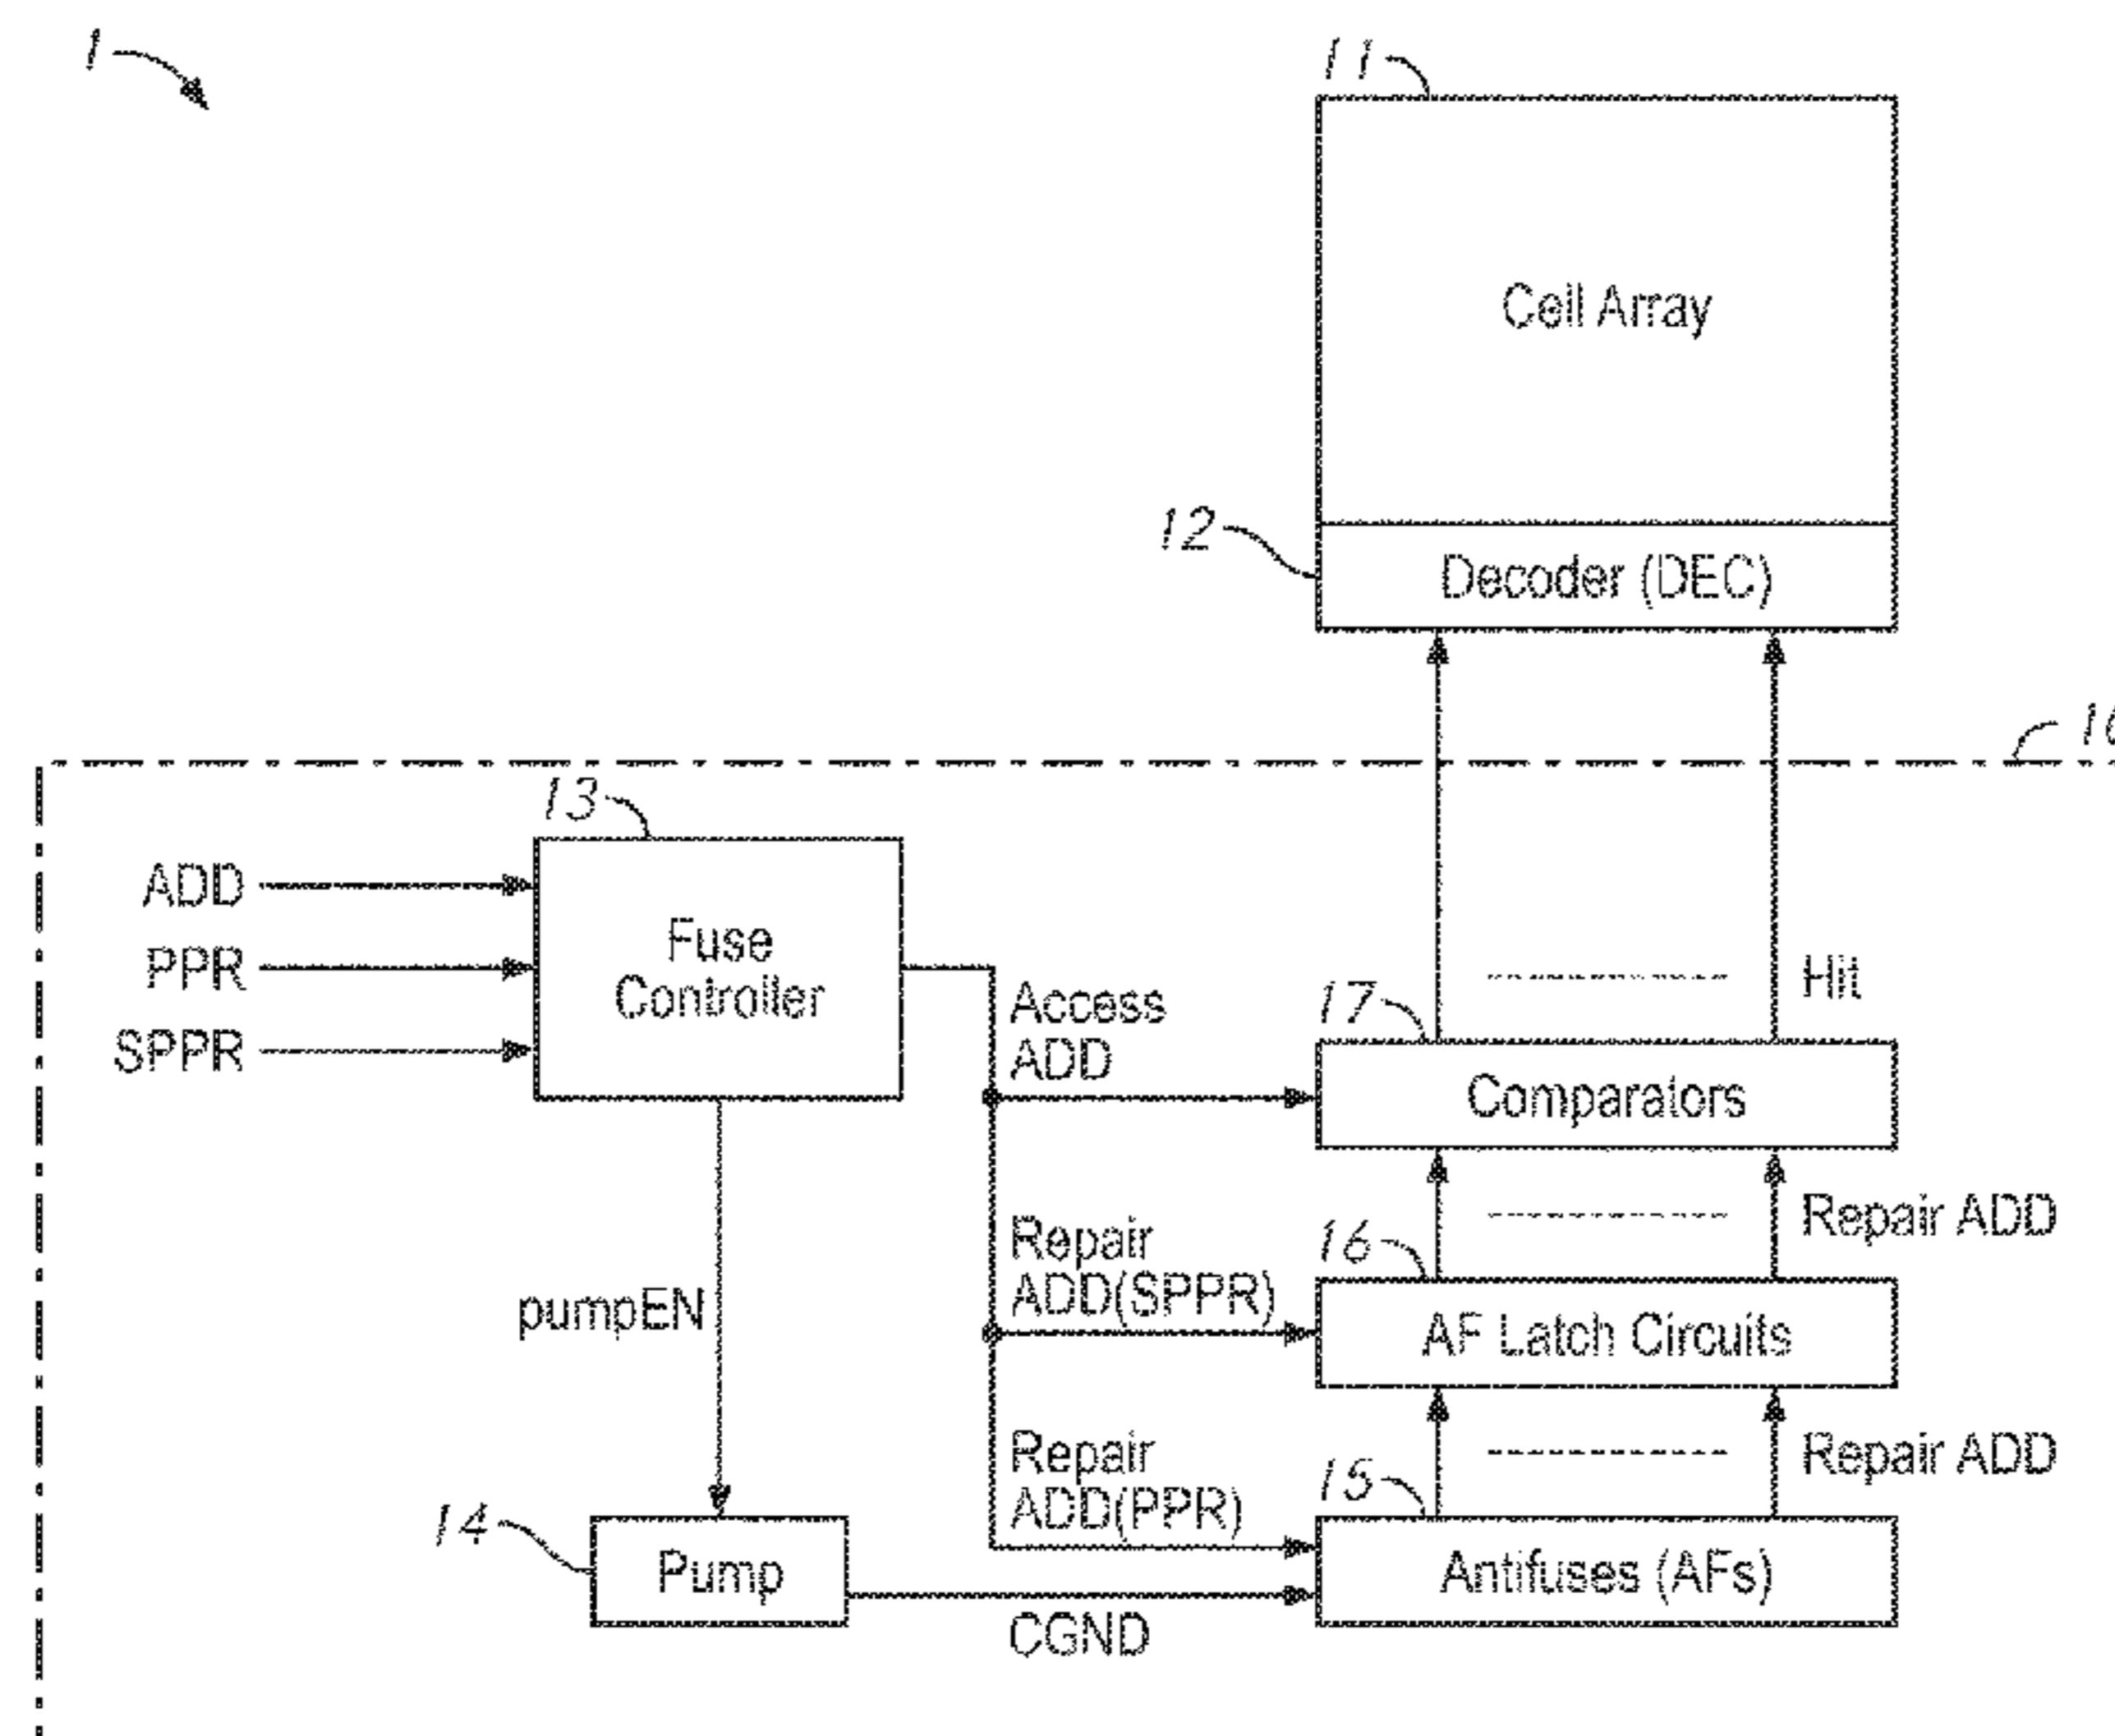 1
11
Cell Array
12
Decoder (DEC)
10
13
ADD
PPR
SPPR
Fuse
Controller
Access
ADD
17
Hit
Comparators
Repair ADD
pumpEN
Repair
ADD(SPPR)
16
AF Latch Circuits
Repair ADD
Repair
ADD(PPR)
15
14
Pump
Antifuses (AFs)
CGND